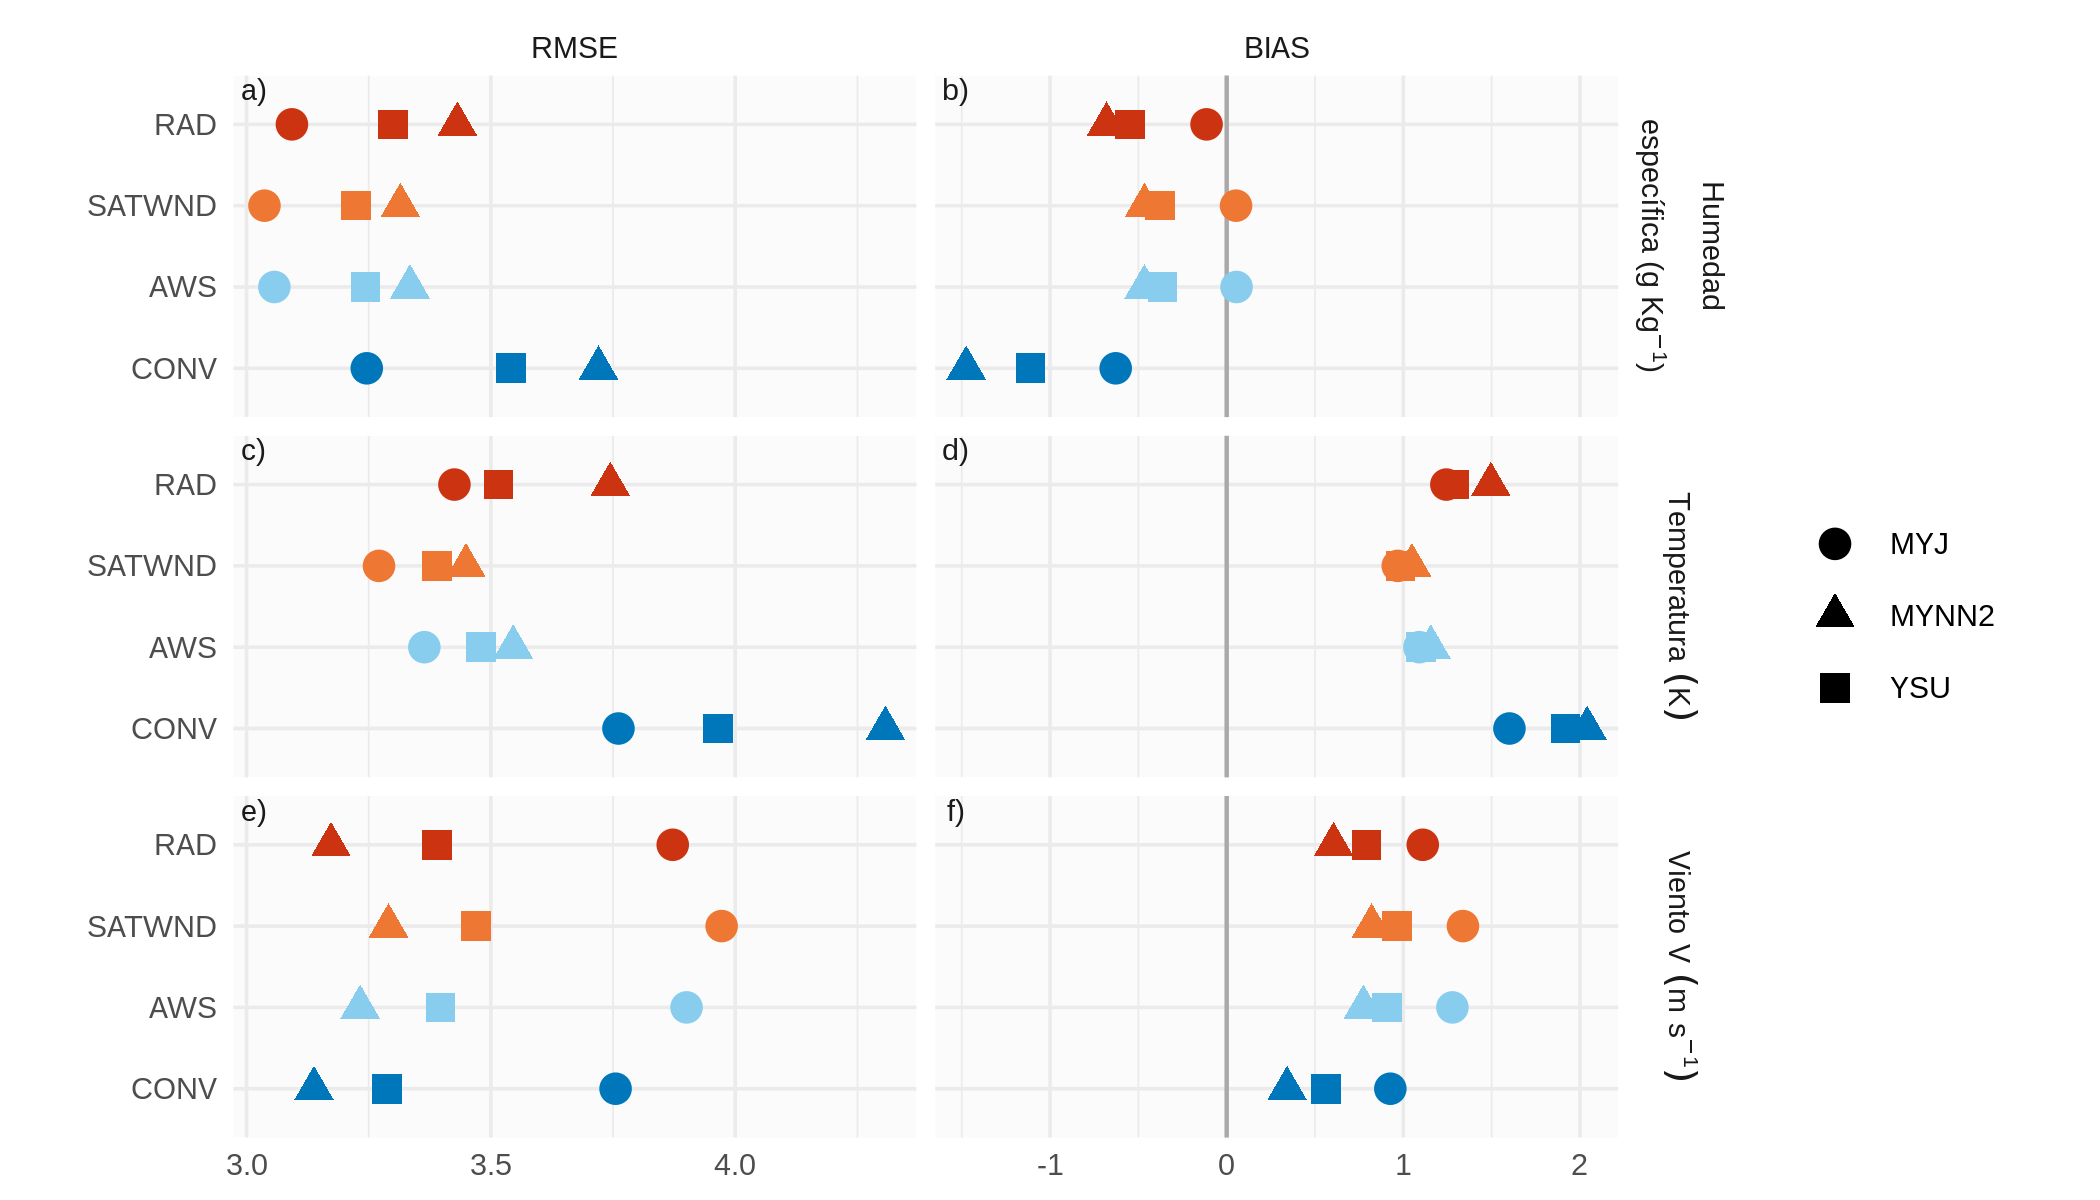 RMSE
BIAS
a)
b)
RAD
SATWND
AWS
CONV
Humedad
específica (g Kg⁻¹)
c)
d)
RAD
SATWND
AWS
CONV
Temperatura (K)
e)
f)
RAD
SATWND
AWS
CONV
Viento V (m s⁻¹)
3.0
3.5
4.0
-1
0
1
2
MYJ
MYNN2
YSU